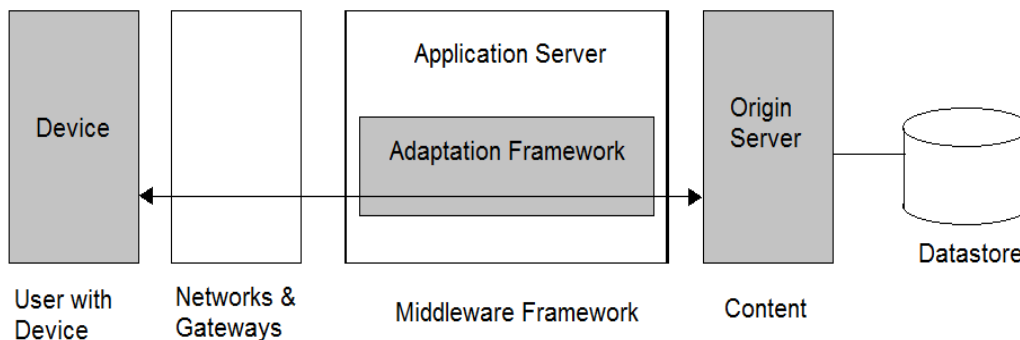 Application Server
Device
Adaptation Framework
Origin
Server
Datastore
User with
Device
Networks &
Gateways
Middleware Framework
Content